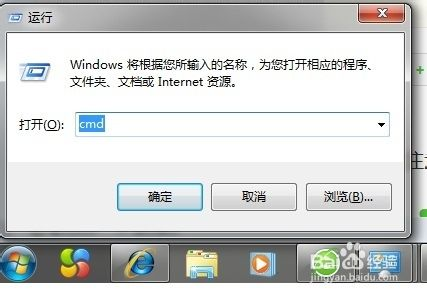 运行
Windows 将根据您所输入的名称，为您打开相应的程序、
文件夹、文档或 Internet 资源。
打开(O): cmd
确定 取消 浏览(B)...
Baidu 经验
jingyan.baidu.com